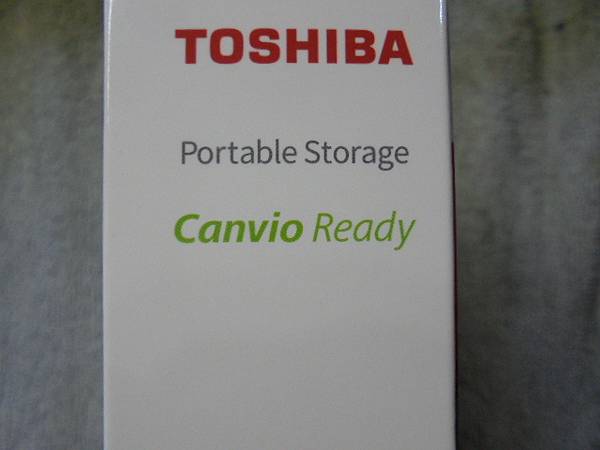 TOSHIBA
Portable Storage
Canvio Ready